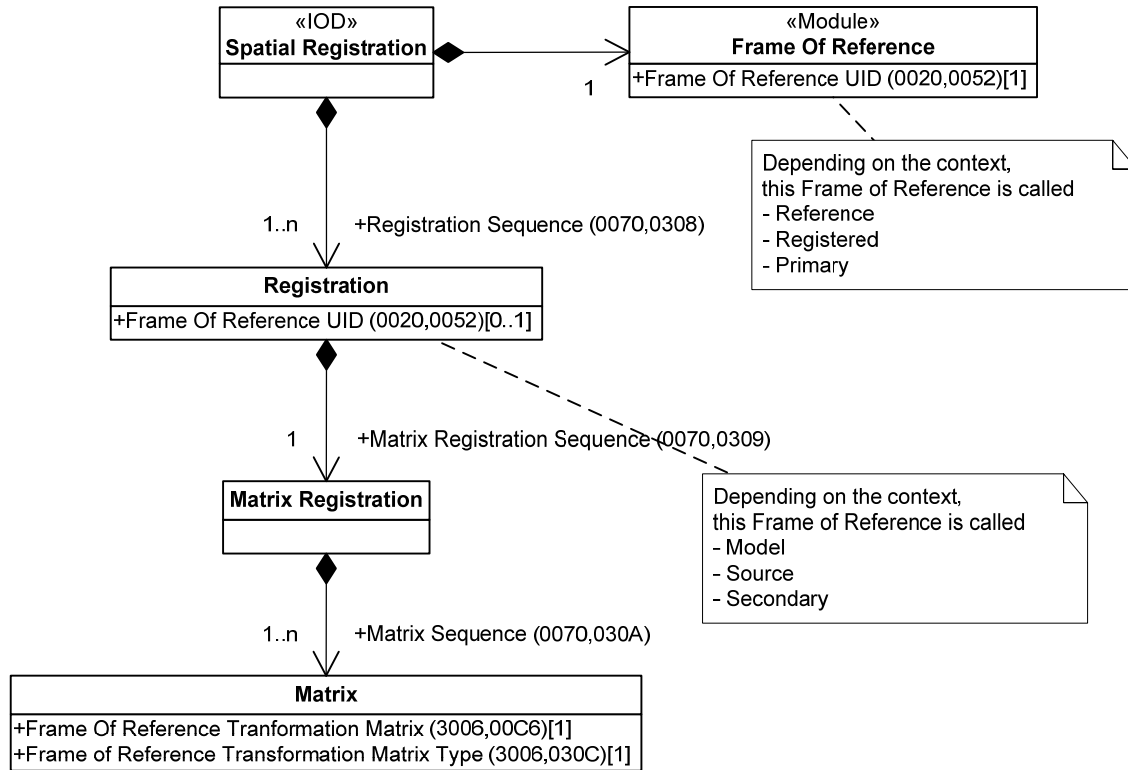 «IOD»
Spatial Registration
«Module»
Frame Of Reference
+Frame Of Reference UID (0020,0052)[1]
1
Depending on the context,
this Frame of Reference is called
- Reference
- Registered
- Primary
1..n
+Registration Sequence (0070,0308)
Registration
+Frame Of Reference UID (0020,0052)[0..1]
1
+Matrix Registration Sequence (0070,0309)
Matrix Registration
Depending on the context,
this Frame of Reference is called
- Model
- Source
- Secondary
1..n
+Matrix Sequence (0070,030A)
Matrix
+Frame Of Reference Tranformation Matrix (3006,00C6)[1]
+Frame of Reference Transformation Matrix Type (3006,030C)[1]